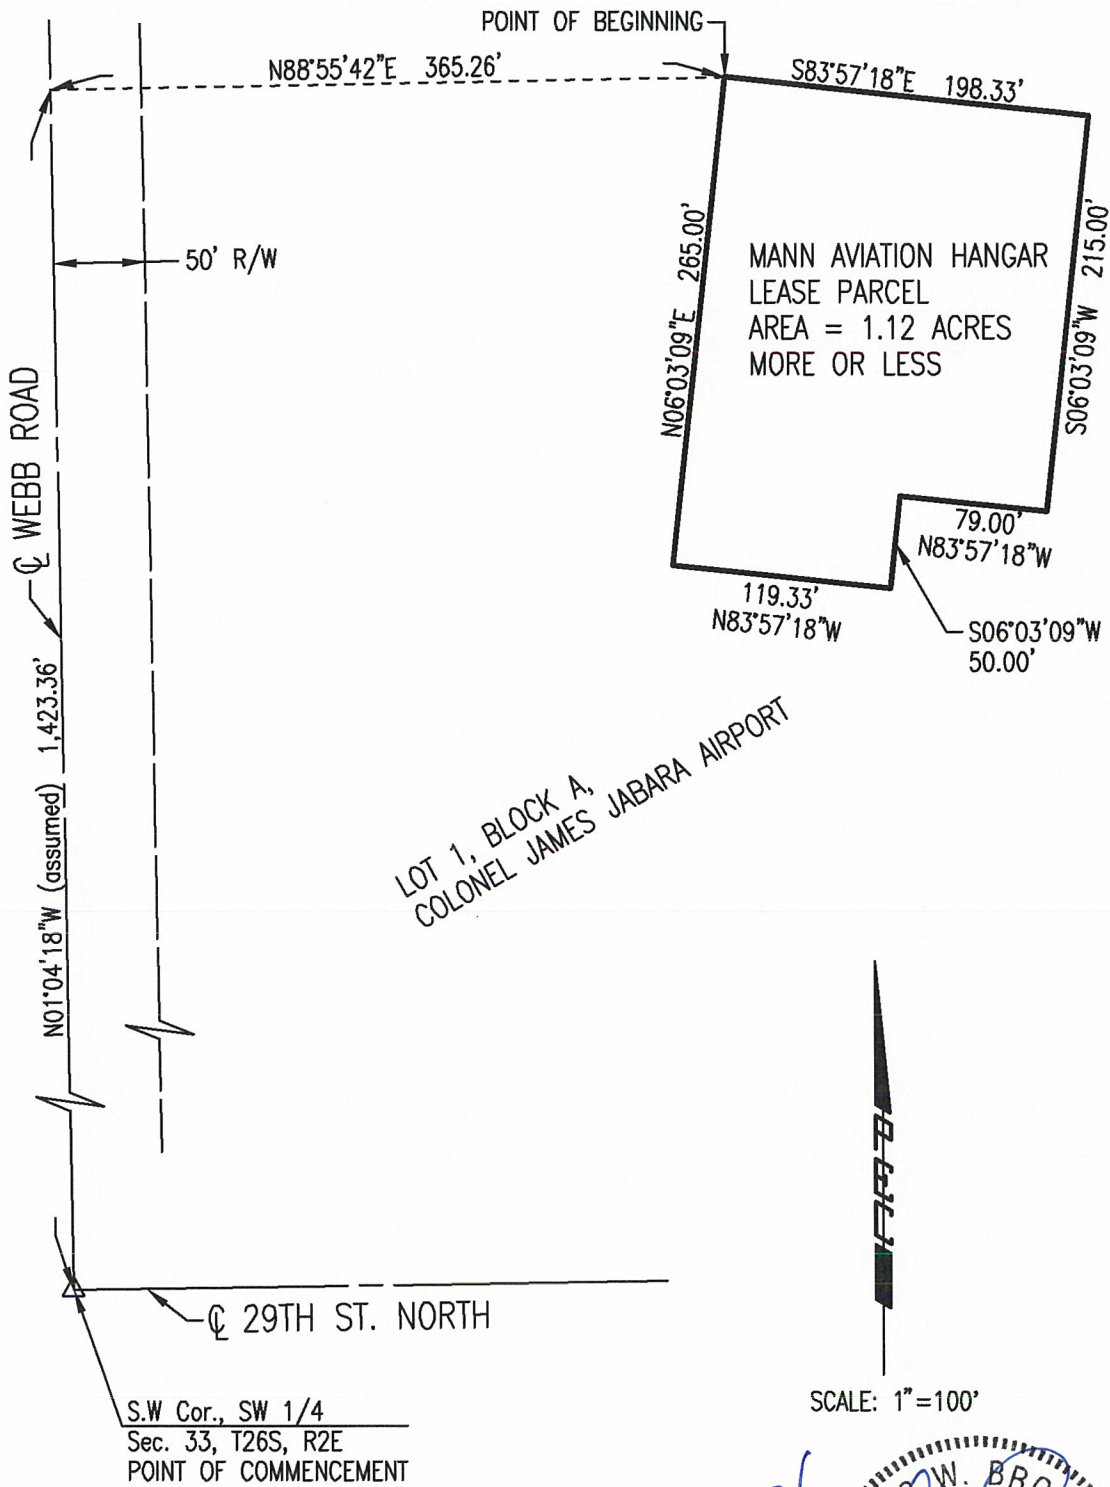 POINT OF BEGINNING
N88°55'42"E 365.26'
S83°57'18"E 198.33'
50' R/W
N06°03'09"E 265.00'
MANN AVIATION HANGAR
LEASE PARCEL
AREA = 1.12 ACRES
MORE OR LESS
S06°03'09"W 215.00'
℄ WEBB ROAD
79.00'
N83°57'18"W
119.33'
N83°57'18"W
S06°03'09"W
50.00'
N01°04'18"W (assumed) 1,423.36'
LOT 1, BLOCK A,
COLONEL JAMES JABARA AIRPORT
℄ 29TH ST. NORTH
S.W Cor., SW 1/4
Sec. 33, T26S, R2E
POINT OF COMMENCEMENT
SCALE: 1"=100'
W. BRO